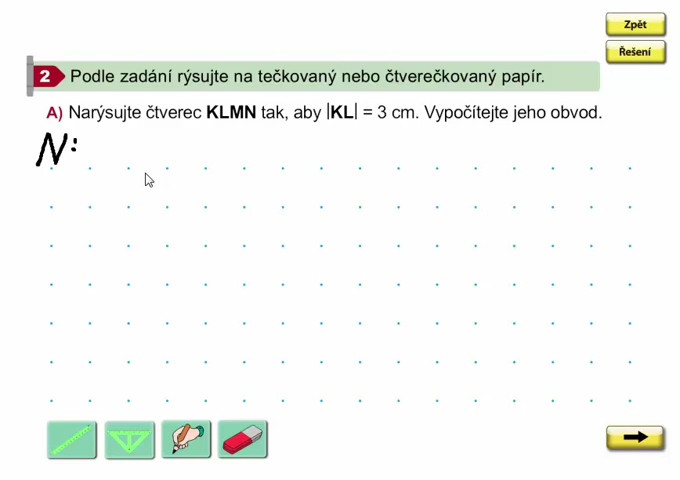 Zpět
Řešení
2 Podle zadání rýsujte na tečkovaný nebo čtverečkovaný papír.
A) Narýsujte čtverec KLMN tak, aby |KL| = 3 cm. Vypočítejte jeho obvod.
N: